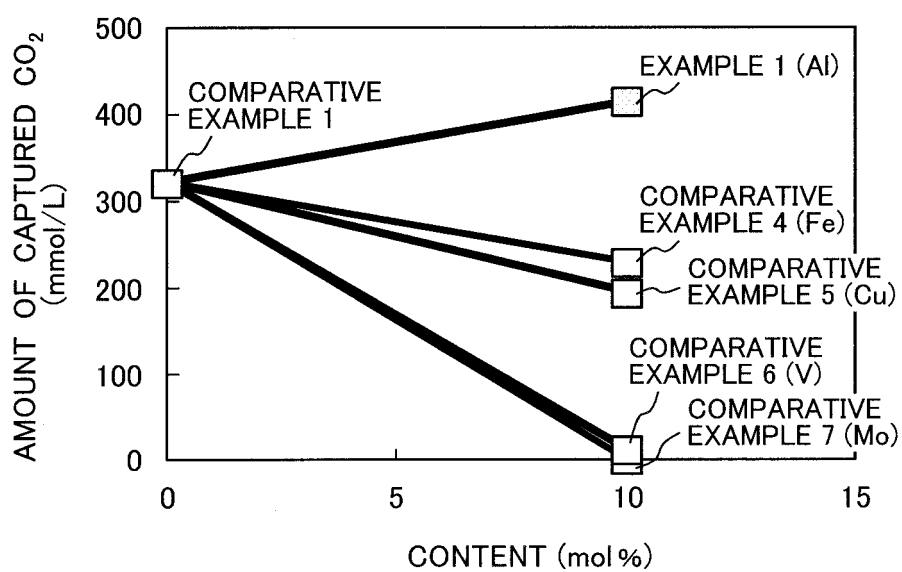 AMOUNT OF CAPTURED CO2
(mmol/L)
500
400
300
200
100
0
0
5
10
15
CONTENT (mol%)
COMPARATIVE
EXAMPLE 1
EXAMPLE 1 (Al)
COMPARATIVE
EXAMPLE 4 (Fe)
COMPARATIVE
EXAMPLE 5 (Cu)
COMPARATIVE
EXAMPLE 6 (V)
COMPARATIVE
EXAMPLE 7 (Mo)